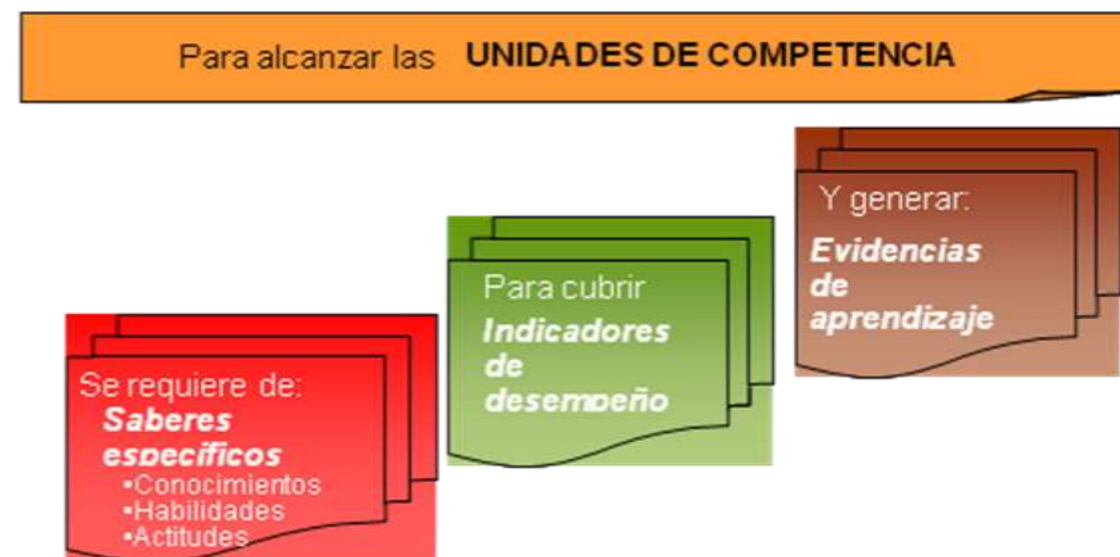 Para alcanzar las UNIDADES DE COMPETENCIA
Se requiere de:
Saberes
específicos
▪Conocimientos
▪Habilidades
▪Actitudes
Para cubrir
Indicadores
de
desempeño
Y generar:
Evidencias
de
aprendizaje